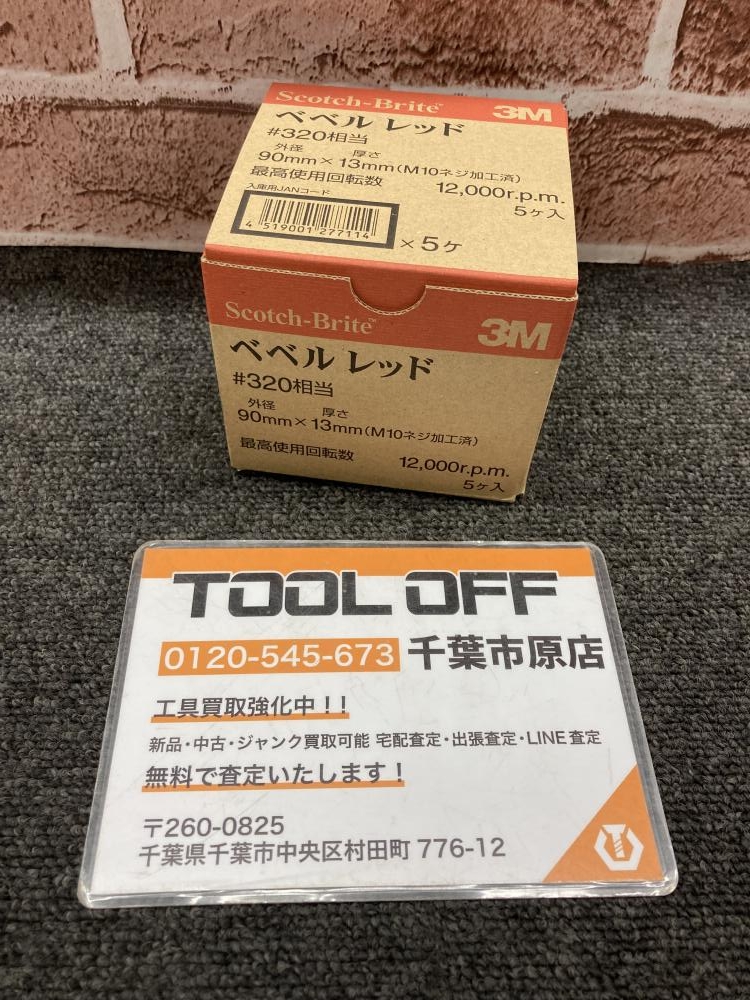 Scotch-Brite™ 3M
ベベル レッド
#320相当
外径 厚さ
90mm×13mm(M10ネジ加工済)
最高使用回転数 12,000r.p.m.
5ヶ入
入庫用JANコード
4 519001 277114
×5ケ
Scotch-Brite™ 3M
ベベル レッド
#320相当
外径 厚さ
90mm×13mm(M10ネジ加工済)
最高使用回転数 12,000r.p.m.
5ヶ入
TOOL OFF
0120-545-673 千葉市原店
工具買取強化中!!
新品・中古・ジャンク買取可能 宅配査定・出張査定・LINE査定
無料で査定いたします!
〒260-0825
千葉県千葉市中央区村田町 776-12